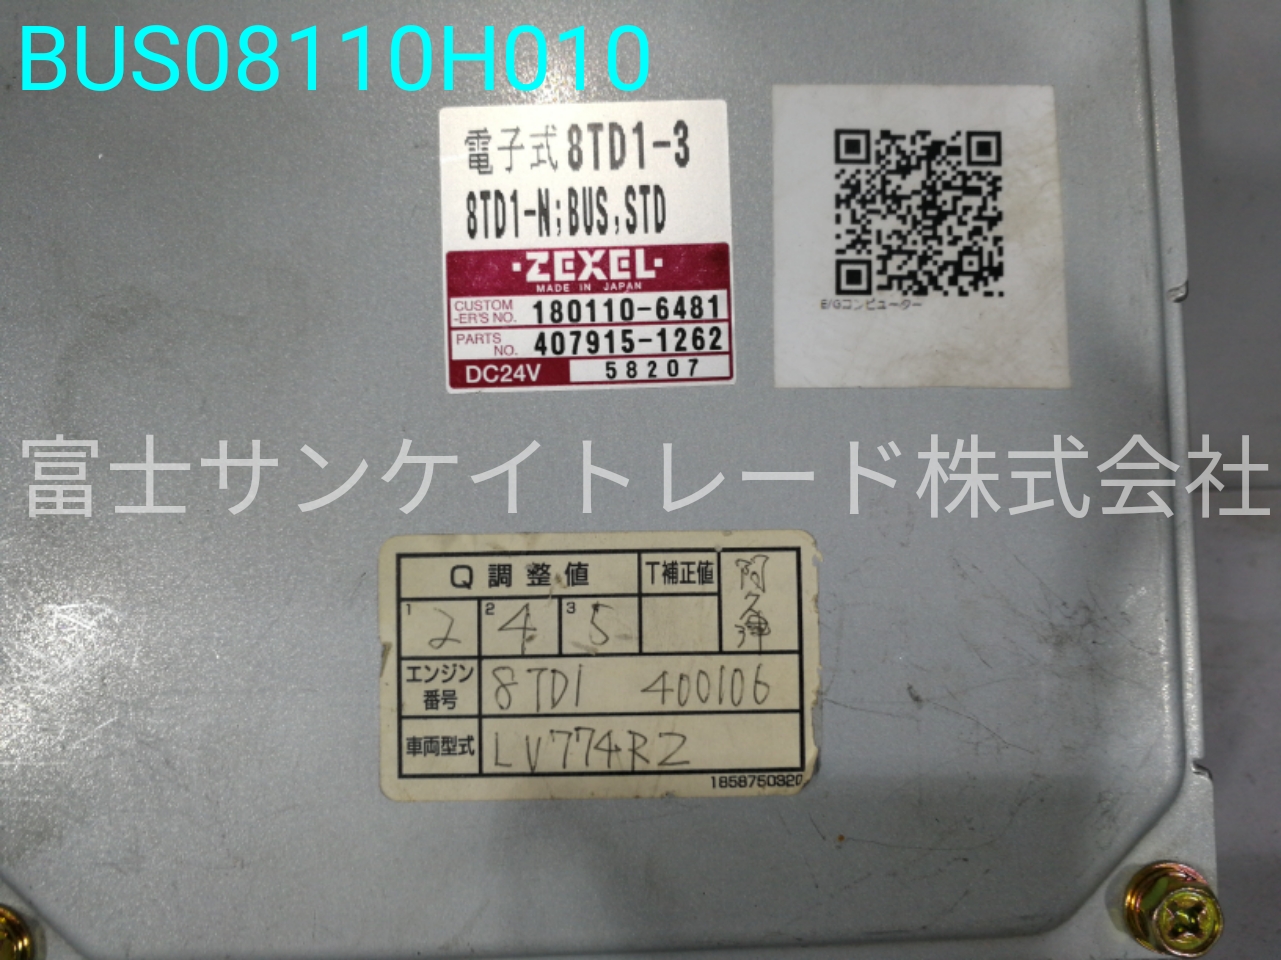 BUS08110H010
電子式8TD1-3
8TD1-N;BUS,STD
・ZEXEL・
MADE IN JAPAN
CUSTOM-ER'S NO. 180110-6481
PARTS NO. 407915-1262
DC24V 58207
E/Gコンピューター
富士サンケイトレード株式会社
Q 調整値 T補正値
1 2 2 4 3 5
エンジン番号 8TD1 400106
車両型式 LV774R2
1858750320